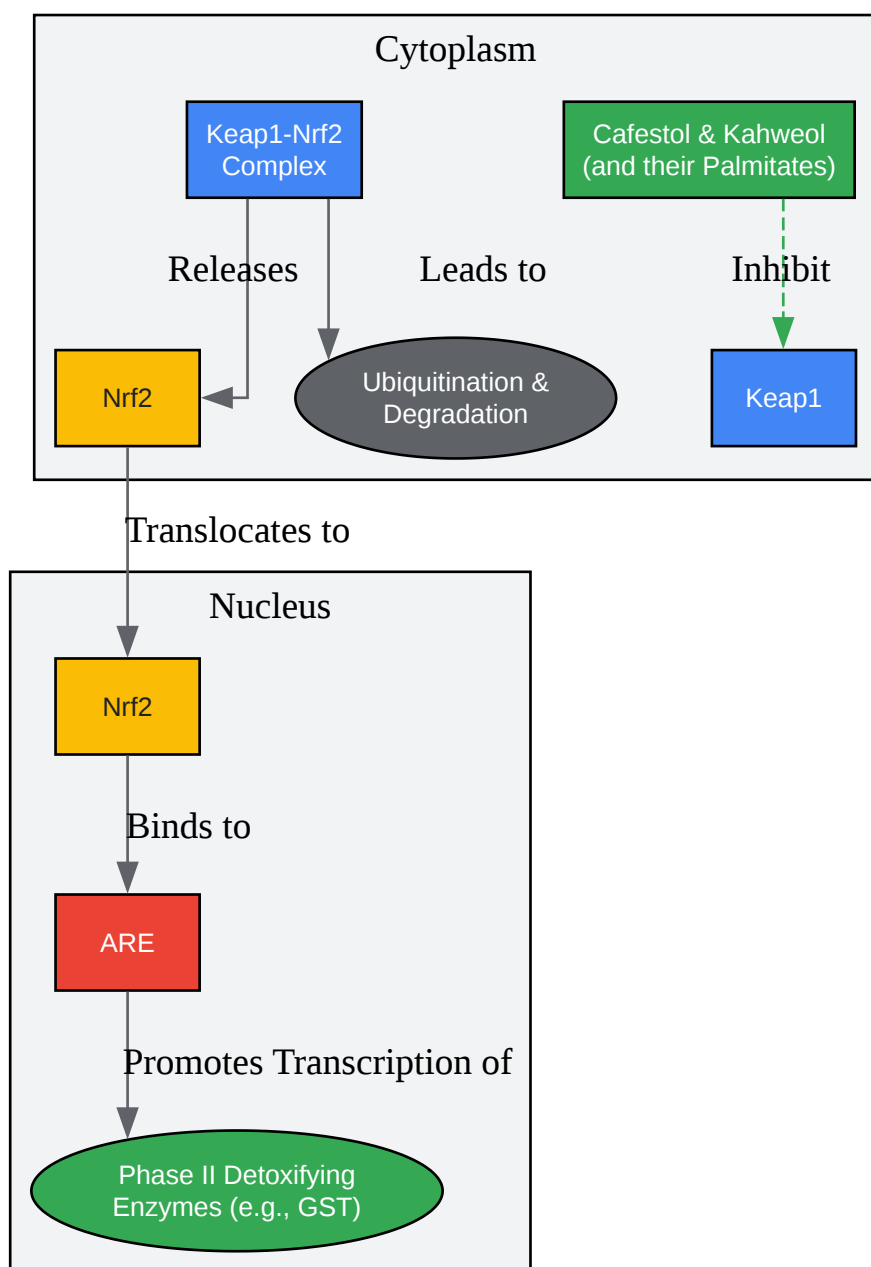 Cytoplasm
Keap1-Nrf2
Complex
Cafestol & Kahweol
(and their Palmitates)
Releases
Leads to
Inhibit
Nrf2
Ubiquitination &
Degradation
Keap1
Translocates to
Nucleus
Nrf2
Binds to
ARE
Promotes Transcription of
Phase II Detoxifying
Enzymes (e.g., GST)